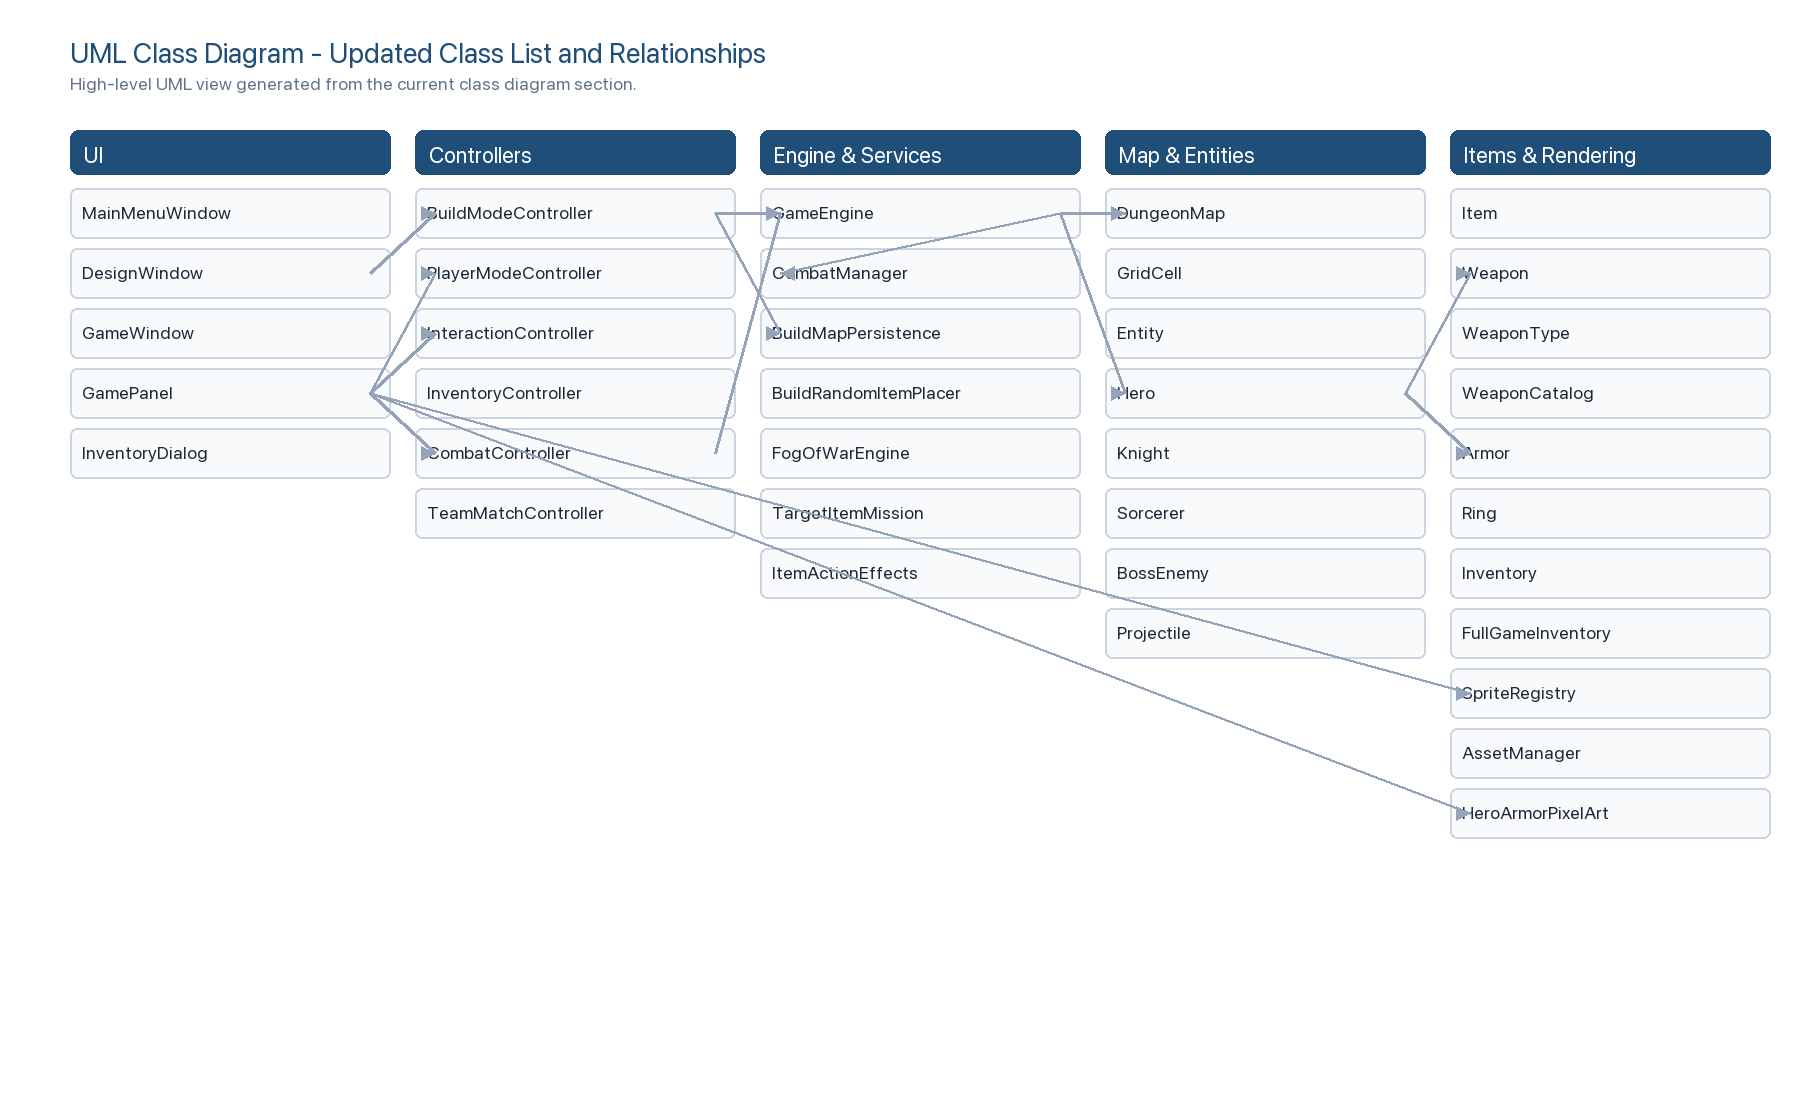 UML Class Diagram - Updated Class List and Relationships
High-level UML view generated from the current class diagram section.
UI
MainMenuWindow
DesignWindow
GameWindow
GamePanel
InventoryDialog
Controllers
BuildModeController
PlayerModeController
InteractionController
InventoryController
CombatController
TeamMatchController
Engine & Services
GameEngine
CombatManager
BuildMapPersistence
BuildRandomItemPlacer
FogOfWarEngine
TargetItemMission
ItemActionEffects
Map & Entities
DungeonMap
GridCell
Entity
Hero
Knight
Sorcerer
BossEnemy
Projectile
Items & Rendering
Item
Weapon
WeaponType
WeaponCatalog
Armor
Ring
Inventory
FullGameInventory
SpriteRegistry
AssetManager
HeroArmorPixelArt